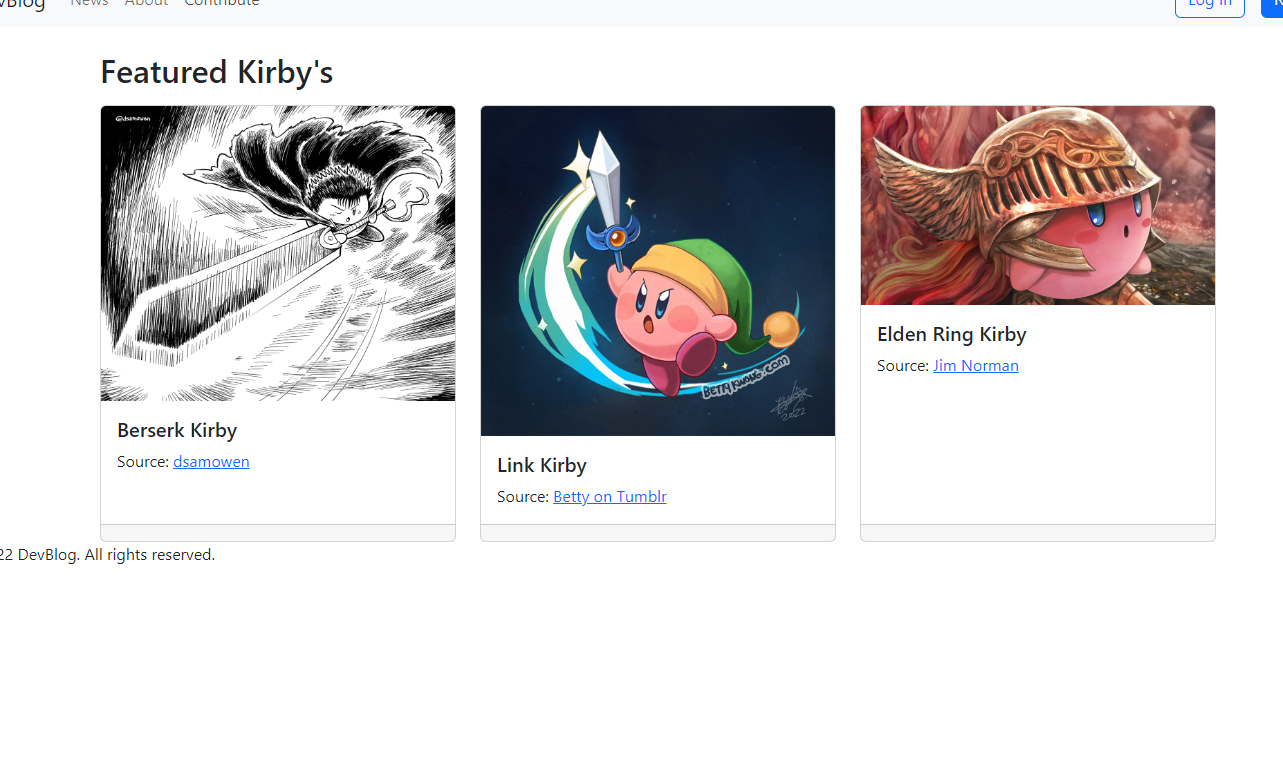 vBlog News About Contribute Log In
Featured Kirby's
@dsamowen
BETTYKWONG.COM
2022
Berserk Kirby
Source: dsamowen
Link Kirby
Source: Betty on Tumblr
Elden Ring Kirby
Source: Jim Norman
22 DevBlog. All rights reserved.